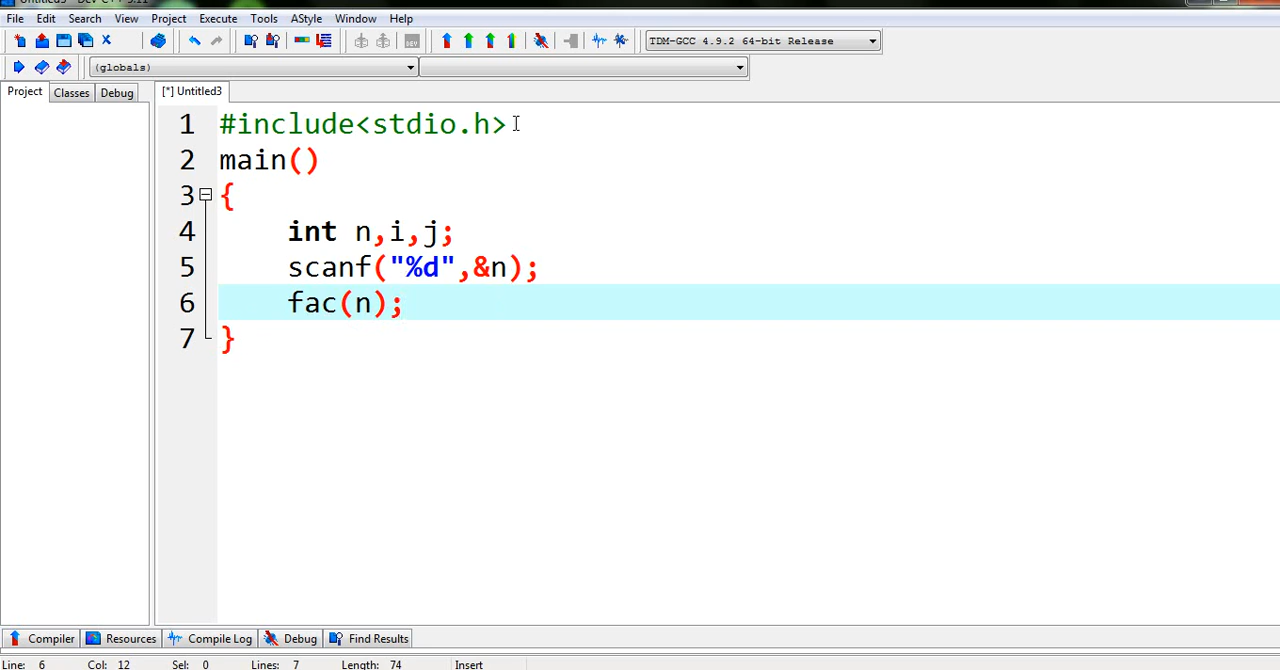 File Edit Search View Project Execute Tools AStyle Window Help
TDM-GCC 4.9.2 64-bit Release
(globals)
Project Classes Debug
[*] Untitled3
1 #include<stdio.h>
2 main()
3 {
4 int n,i,j;
5 scanf("%d",&n);
6 fac(n);
7 }
Compiler Resources Compile Log Debug Find Results
Line: 6 Col: 12 Sel: 0 Lines: 7 Length: 74 Insert